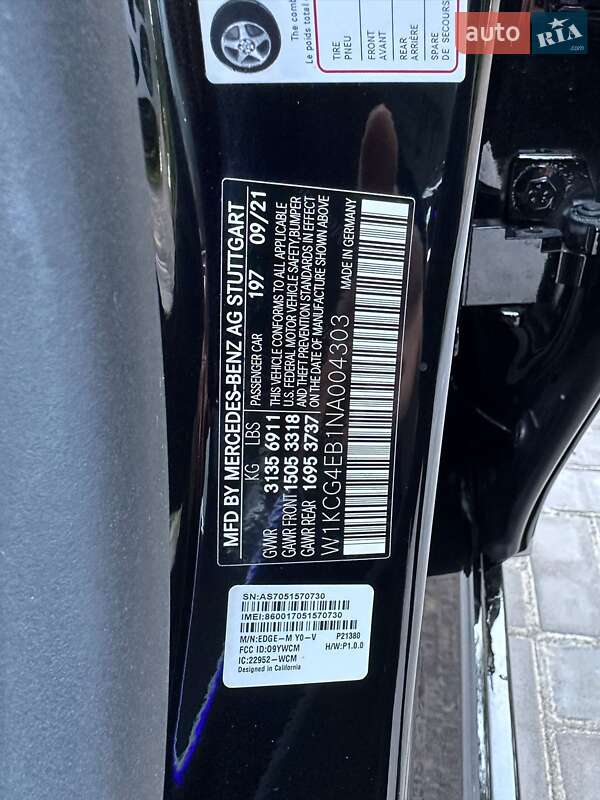 The comb
Le poids total
TIRE
PNEU
FRONT
AVANT
REAR
ARRIÈRE
SPARE
DE SECOURS
auto RIA.com
MFD BY MERCEDES-BENZ AG STUTTGART
KG LBS PASSENGER CAR 197 09/21
GWWR 3135 6911 THIS VEHICLE CONFORMS TO ALL APPLICABLE
GAWR FRONT 1505 3318 U.S. FEDERAL MOTOR VEHICLE SAFETY,BUMPER
GAWR REAR 1695 3737 AND THEFT PREVENTION STANDARDS IN EFFECT
ON THE DATE OF MANUFACTURE SHOWN ABOVE
W1KCG4EB1NA004303
MADE IN GERMANY
SN:AS7051570730
IMEI:860017051570730
M/N:EDGE-M Y0-V P21380
FCC ID:O9YWCM H/W:P1.0.0
IC:22952-WCM
Designed in California